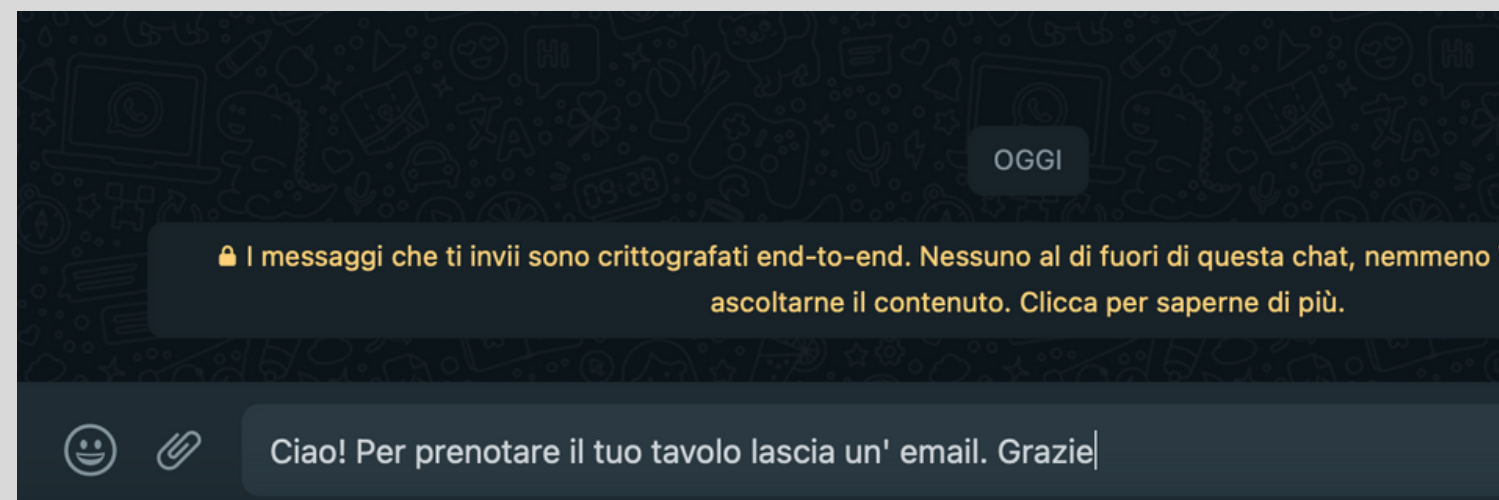 OGGI
I messaggi che ti invii sono crittografati end-to-end. Nessuno al di fuori di questa chat, nemmeno
ascoltarne il contenuto. Clicca per saperne di più.
Ciao! Per prenotare il tuo tavolo lascia un' email. Grazie